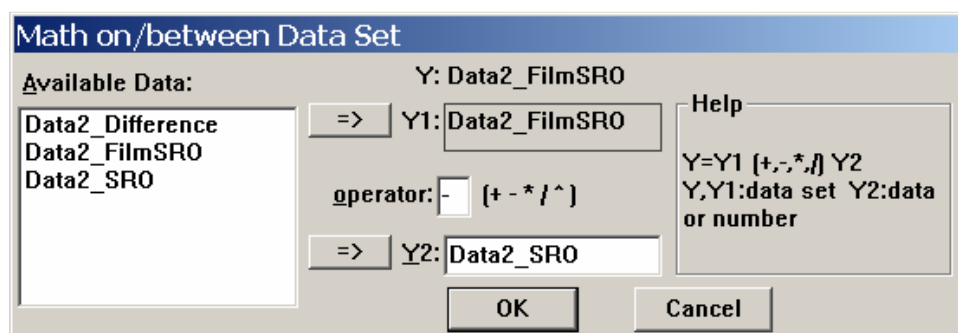 Math on/between Data Set
Available Data:
Data2_Difference
Data2_FilmSRO
Data2_SRO
Y: Data2_FilmSRO
=> Y1: Data2_FilmSRO
operator: - (+ - * / ^)
=> Y2: Data2_SRO
Help
Y=Y1 (+,-,*,/) Y2
Y,Y1:data set Y2:data
or number
OK Cancel